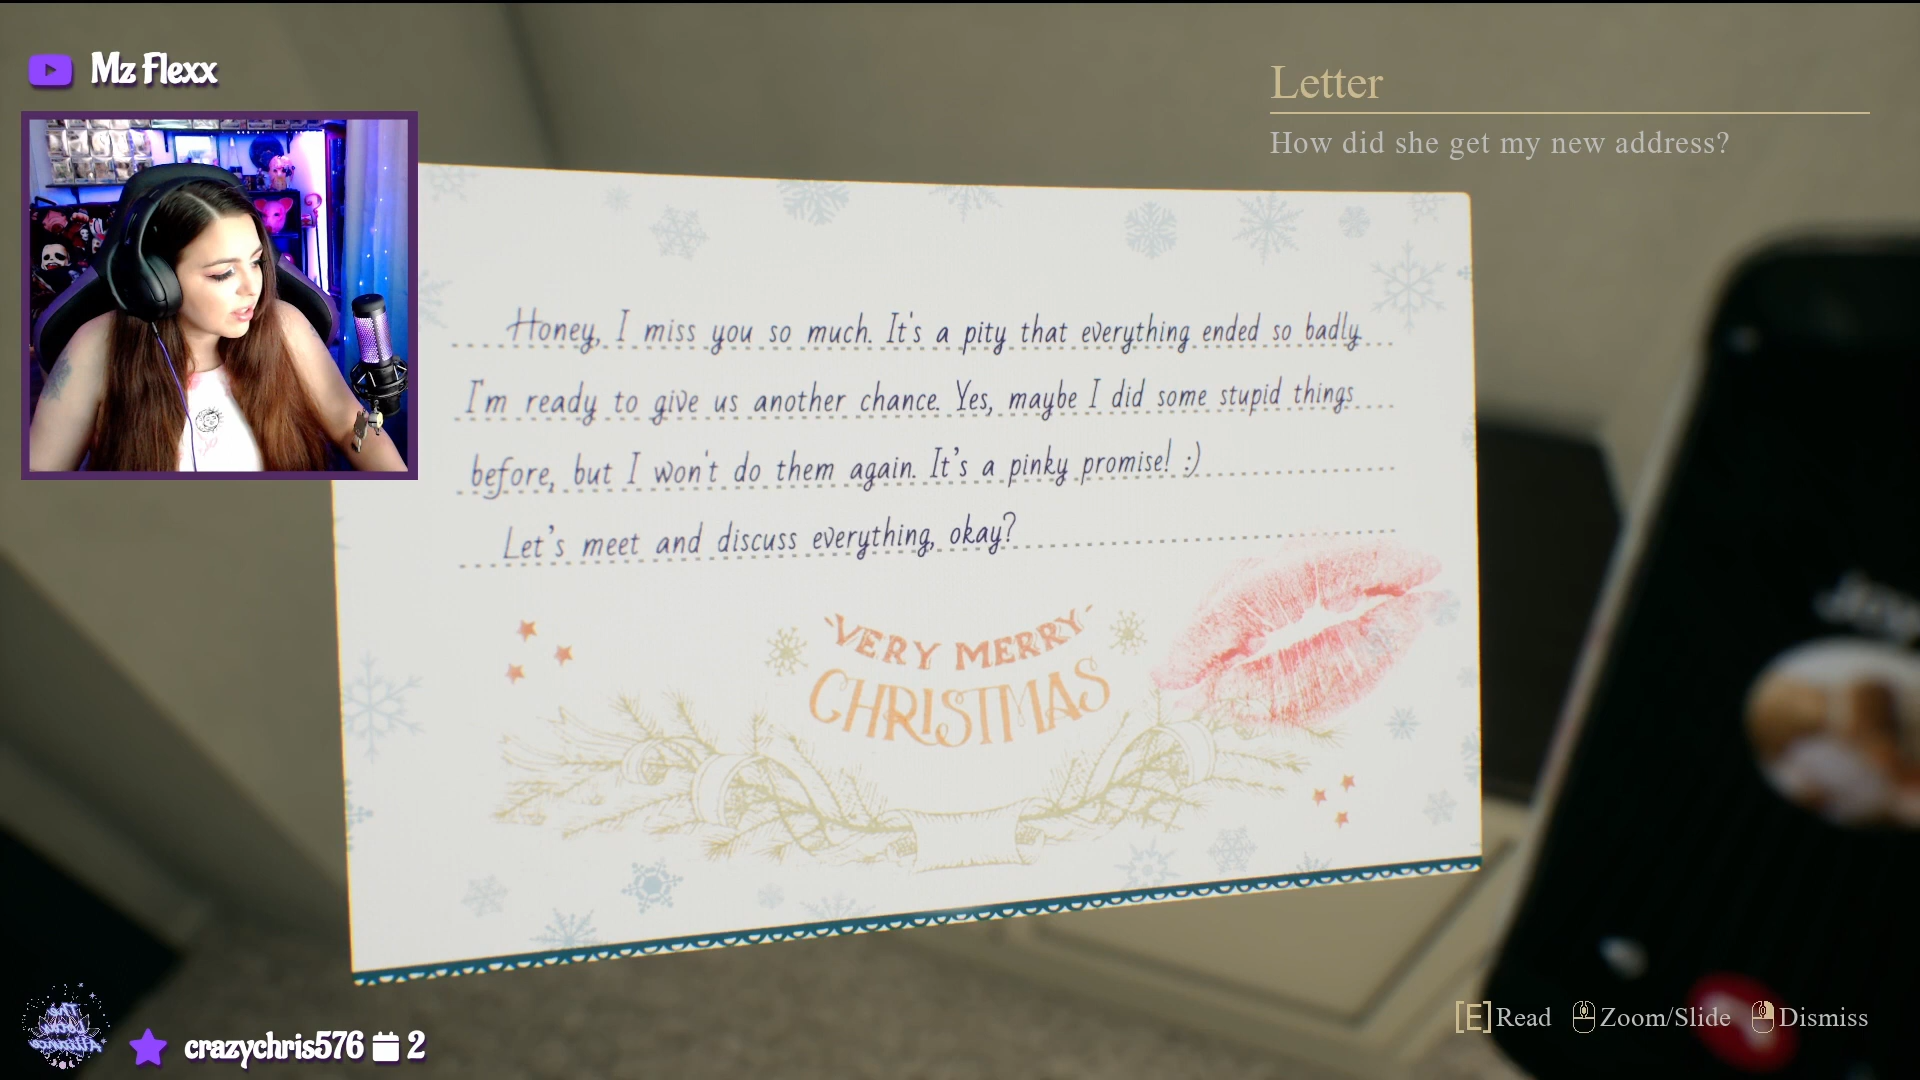 Mz Flexx
Letter
How did she get my new address?
Honey, I miss you so much. It's a pity that everything ended so badly.
I'm ready to give us another chance. Yes, maybe I did some stupid things
before, but I won't do them again. It's a pinky promise! :)
Let's meet and discuss everything, okay?
VERY MERRY
CHRISTMAS
[E] Read Zoom/Slide Dismiss
The
Lotus
Alliance
crazychris576 2